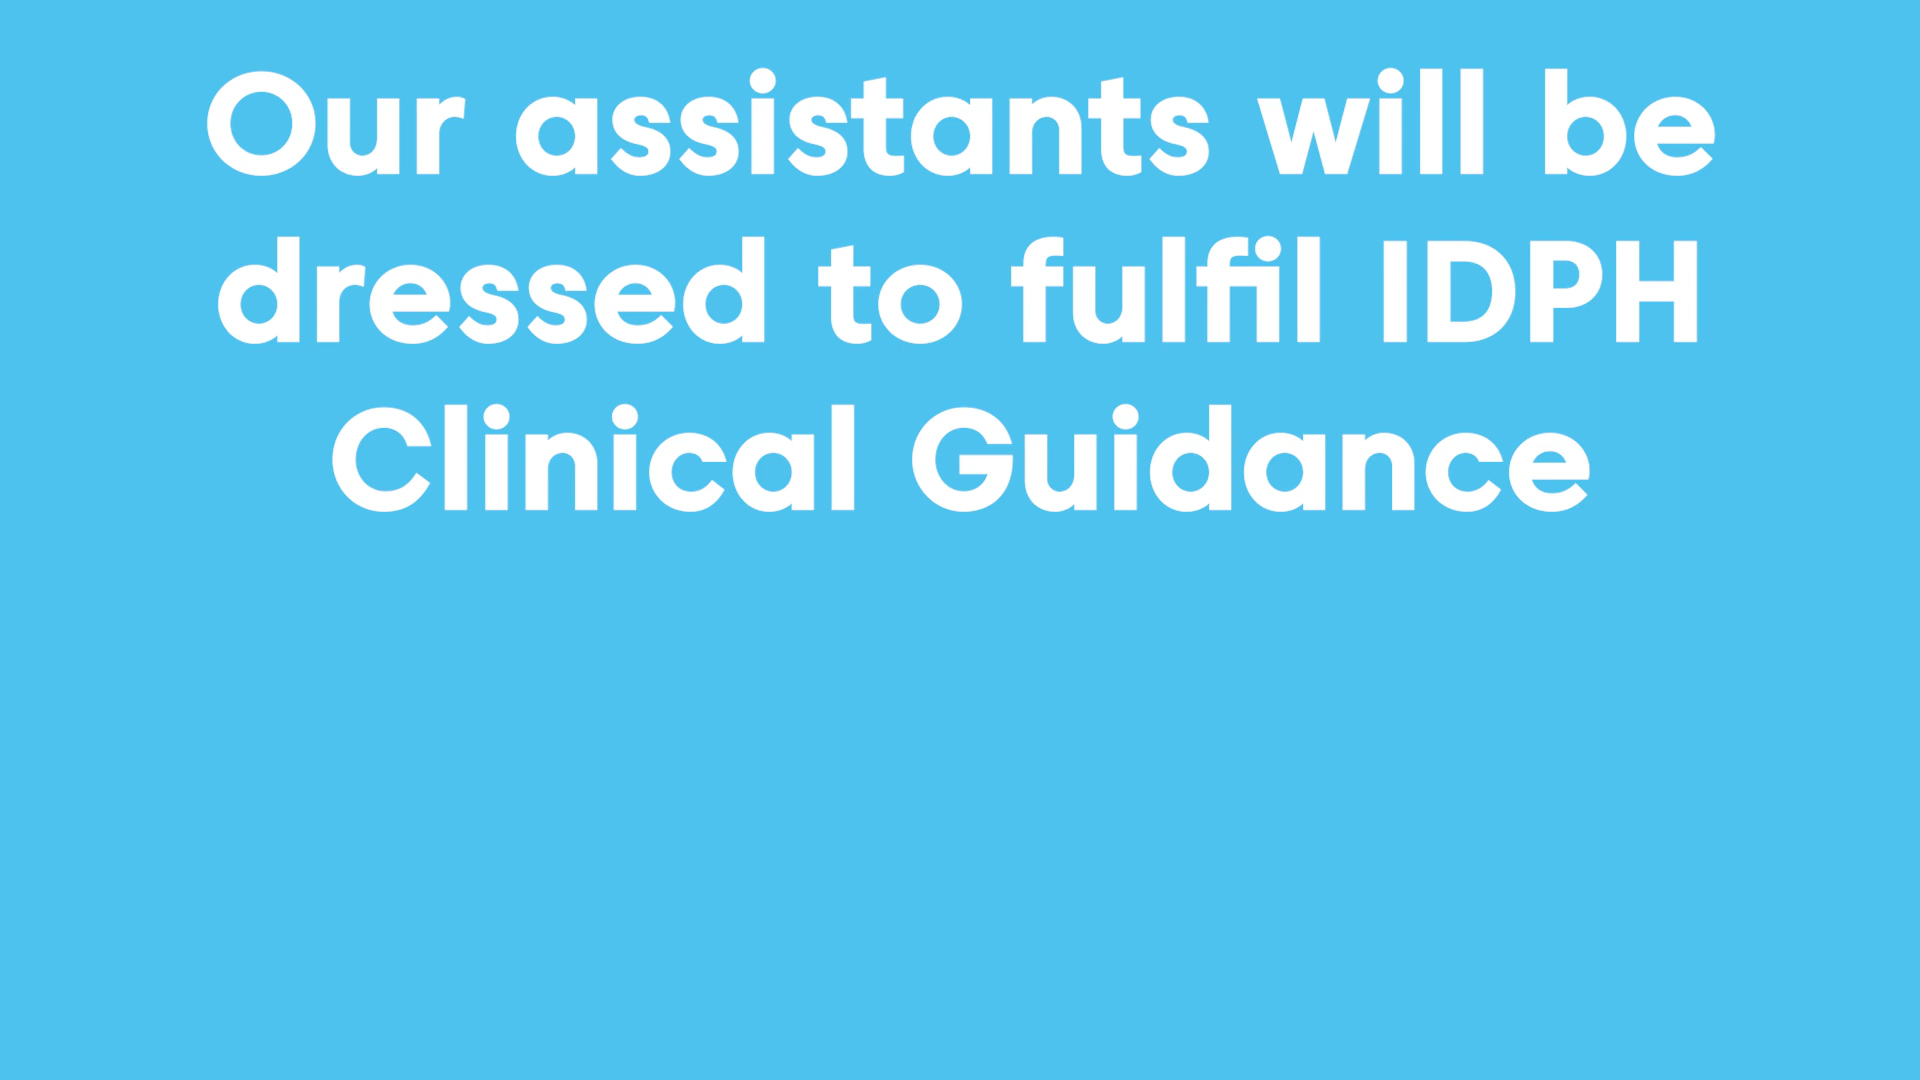 Our assistants will be
dressed to fulfil IDPH
Clinical Guidance